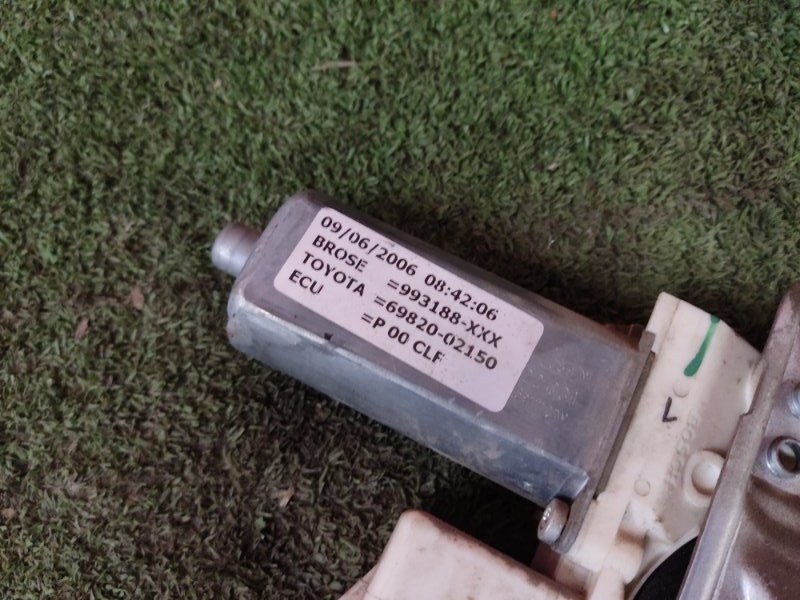 09/06/2006 08:42:06
BROSE =993188-XXX
TOYOTA =69820-02150
ECU =P 00 CLF